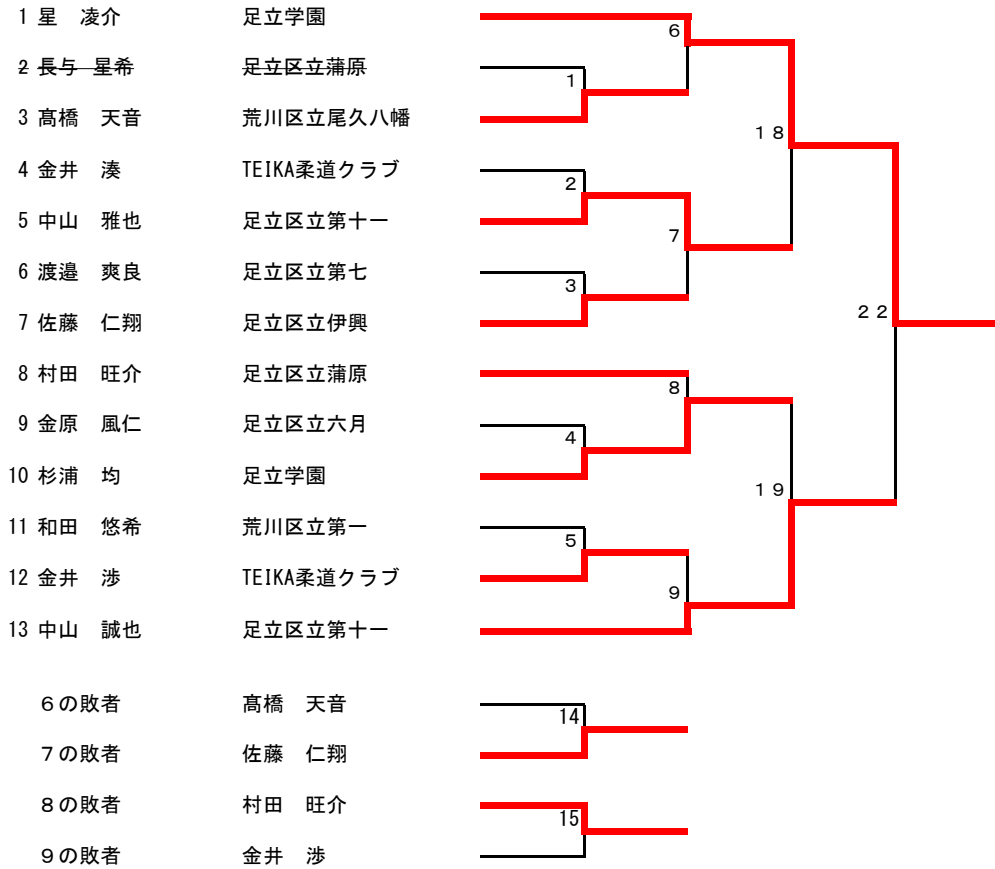 1 星　凌介 足立学園
6
2 長与 星希 足立区立蒲原
1
3 髙橋　天音 荒川区立尾久八幡
18
4 金井　湊 TEIKA柔道クラブ
2
5 中山　雅也 足立区立第十一
7
6 渡邉　爽良 足立区立第七
3
7 佐藤　仁翔 足立区立伊興
22
8 村田　旺介 足立区立蒲原
8
9 金原　風仁 足立区立六月
4
10 杉浦　均 足立学園
19
11 和田　悠希 荒川区立第一
5
12 金井　渉 TEIKA柔道クラブ
9
13 中山　誠也 足立区立第十一
6の敗者 髙橋　天音
14
7の敗者 佐藤　仁翔
8の敗者 村田　旺介
15
9の敗者 金井　渉